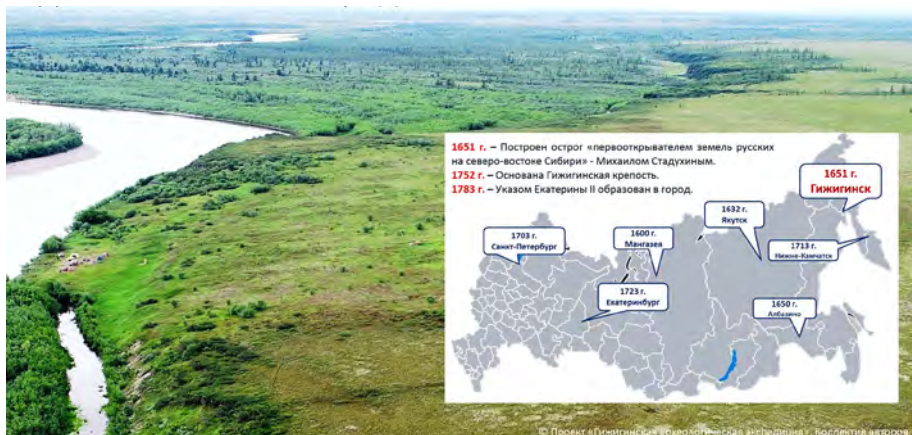 1651 г. – Построен острог «первооткрывателем земель русских
на северо-востоке Сибири» - Михаилом Стадухиным.
1752 г. – Основана Гижигинская крепость.
1783 г. – Указом Екатерины II образован в город.
1651 г.
Гижигинск
1632 г.
Якутск
1703 г.
Санкт-Петербург
1600 г.
Мангазея
1713 г.
Нижне-Камчатск
1723 г.
Екатеринбург
1650 г.
Албазино
© Проект «Гижигинская археологическая экспедиция». Коллектив авторов